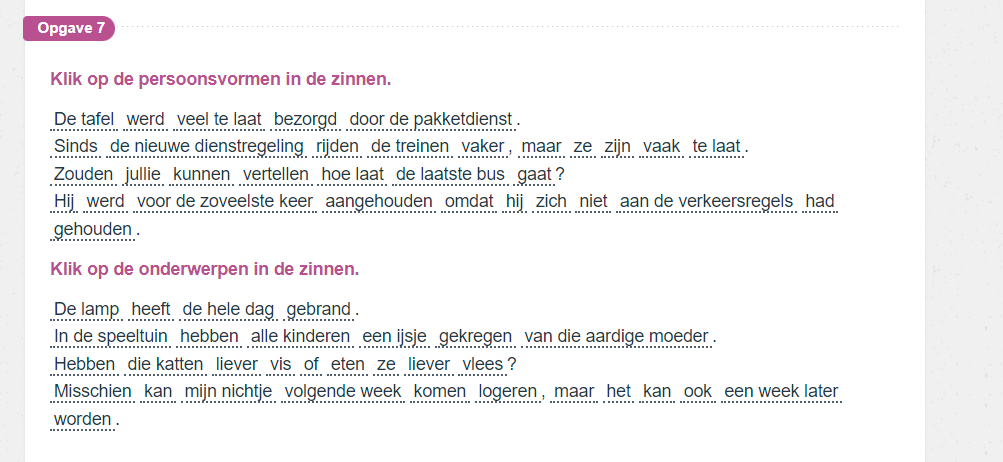 Opgave 7
Klik op de persoonsvormen in de zinnen.
De tafel werd veel te laat bezorgd door de pakketdienst.
Sinds de nieuwe dienstregeling rijden de treinen vaker, maar ze zijn vaak te laat.
Zouden jullie kunnen vertellen hoe laat de laatste bus gaat?
Hij werd voor de zoveelste keer aangehouden omdat hij zich niet aan de verkeersregels had
gehouden.
Klik op de onderwerpen in de zinnen.
De lamp heeft de hele dag gebrand.
In de speeltuin hebben alle kinderen een ijsje gekregen van die aardige moeder.
Hebben die katten liever vis of eten ze liever vlees?
Misschien kan mijn nichtje volgende week komen logeren, maar het kan ook een week later
worden.